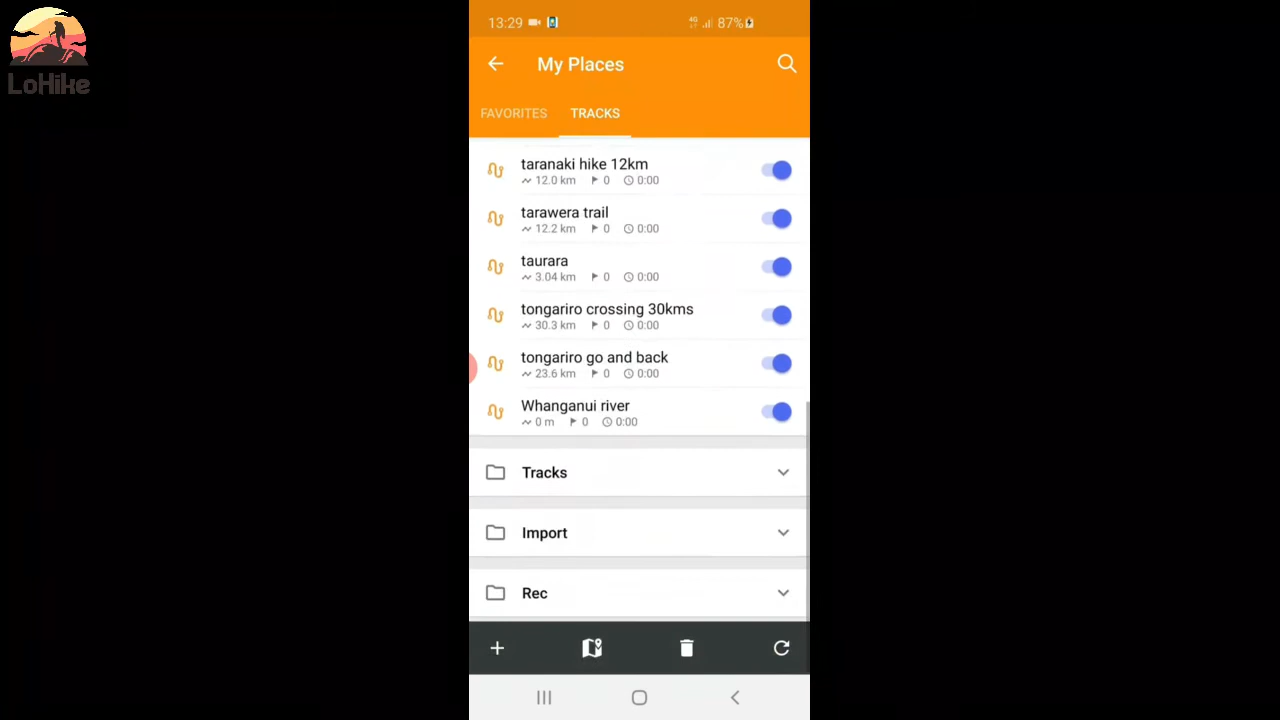 LoHike
13:29
4G
87%
My Places
FAVORITES
TRACKS
taranaki hike 12km
12.0 km 0 0:00
tarawera trail
12.2 km 0 0:00
taurara
3.04 km 0 0:00
tongariro crossing 30kms
30.3 km 0 0:00
tongariro go and back
23.6 km 0 0:00
Whanganui river
0 m 0 0:00
Tracks
Import
Rec